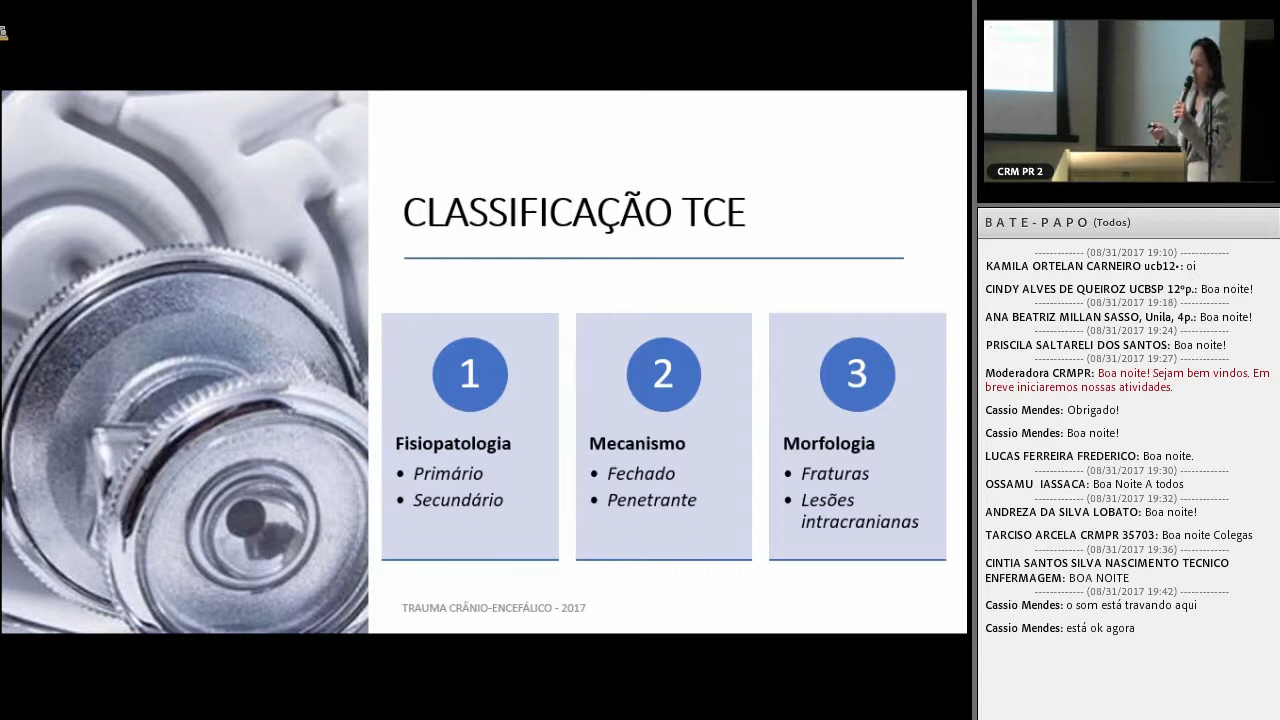 CLASSIFICAÇÃO TCE
1
Fisiopatologia
• Primário
• Secundário
2
Mecanismo
• Fechado
• Penetrante
3
Morfologia
• Fraturas
• Lesões
intracranianas
TRAUMA CRÂNIO-ENCEFÁLICO - 2017
CRM PR 2
BATE-PAPO (Todos)
------------- (08/31/2017 19:10) -------------
KAMILA ORTELAN CARNEIRO ucb12•: oi
CINDY ALVES DE QUEIROZ UCBSP 12ºp.: Boa noite!
------------- (08/31/2017 19:18) -------------
ANA BEATRIZ MILLAN SASSO, Unila, 4p.: Boa noite!
------------- (08/31/2017 19:24) -------------
PRISCILA SALTARELI DOS SANTOS: Boa noite!
------------- (08/31/2017 19:27) -------------
Moderadora CRMPR: Boa noite! Sejam bem vindos. Em
breve iniciaremos nossas atividades.
Cassio Mendes: Obrigado!
Cassio Mendes: Boa noite!
LUCAS FERREIRA FREDERICO: Boa noite.
------------- (08/31/2017 19:30) -------------
OSSAMU IASSACA: Boa Noite A todos
------------- (08/31/2017 19:32) -------------
ANDREZA DA SILVA LOBATO: Boa noite!
TARCISO ARCELA CRMPR 35703: Boa noite Colegas
------------- (08/31/2017 19:36) -------------
CINTIA SANTOS SILVA NASCIMENTO TECNICO
ENFERMAGEM: BOA NOITE
------------- (08/31/2017 19:42) -------------
Cassio Mendes: o som está travando aqui
Cassio Mendes: está ok agora